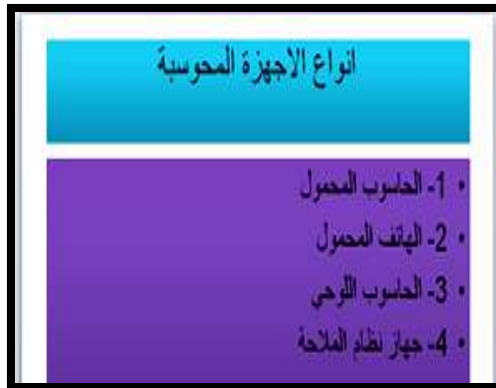 انواع الاجهزة المحوسبة
• 1- الحاسوب المحمول
• 2- الهاتف المحمول
• 3- الحاسوب اللوحي
• 4- جهاز نظام الملاحة